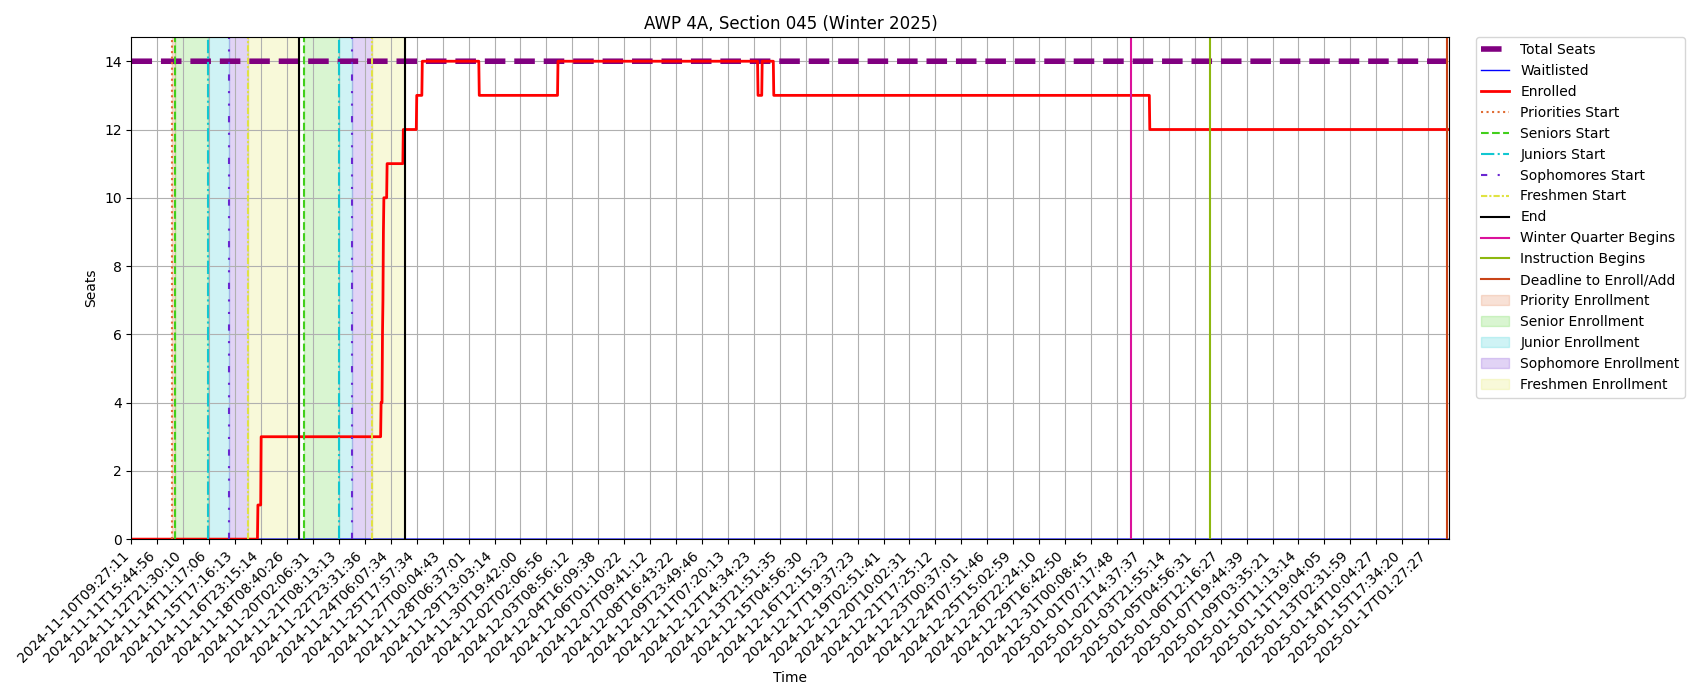 AWP 4A, Section 045 (Winter 2025)
Seats
14
12
10
8
6
4
2
0
2024-11-10T09:27:11
2024-11-11T15:44:56
2024-11-12T21:30:10
2024-11-14T11:17:06
2024-11-15T17:16:13
2024-11-16T23:15:14
2024-11-18T08:40:26
2024-11-20T02:06:31
2024-11-21T08:13:13
2024-11-22T23:31:36
2024-11-24T06:07:34
2024-11-25T17:57:34
2024-11-27T00:04:43
2024-11-28T06:37:01
2024-11-29T13:03:14
2024-11-30T19:42:00
2024-12-02T02:06:56
2024-12-03T08:56:12
2024-12-04T16:09:38
2024-12-06T01:10:22
2024-12-07T09:41:12
2024-12-08T16:43:22
2024-12-09T23:49:46
2024-12-11T07:20:13
2024-12-12T14:34:23
2024-12-13T21:51:35
2024-12-15T04:56:30
2024-12-16T12:15:23
2024-12-17T19:37:23
2024-12-19T02:51:41
2024-12-20T10:02:31
2024-12-21T17:25:12
2024-12-23T00:37:01
2024-12-24T07:51:46
2024-12-25T15:02:59
2024-12-26T22:24:10
2024-12-29T16:42:50
2024-12-31T00:08:45
2025-01-01T07:17:48
2025-01-02T14:37:37
2025-01-03T21:55:14
2025-01-05T04:56:31
2025-01-06T12:16:27
2025-01-07T19:44:39
2025-01-09T03:35:21
2025-01-10T11:13:14
2025-01-11T19:04:05
2025-01-13T02:31:59
2025-01-14T10:04:27
2025-01-15T17:34:20
2025-01-17T01:27:27
Time
Total Seats
Waitlisted
Enrolled
Priorities Start
Seniors Start
Juniors Start
Sophomores Start
Freshmen Start
End
Winter Quarter Begins
Instruction Begins
Deadline to Enroll/Add
Priority Enrollment
Senior Enrollment
Junior Enrollment
Sophomore Enrollment
Freshmen Enrollment